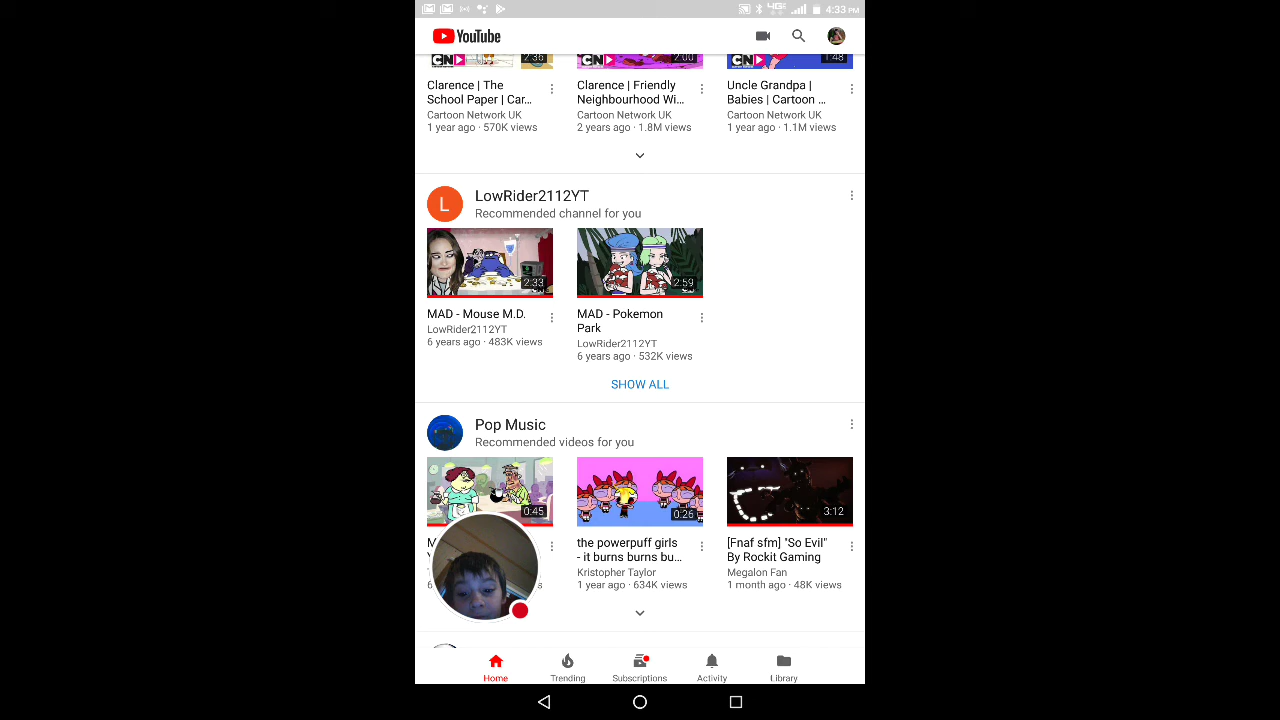 4:33 PM
YouTube
CN 2:36
CN 2:00
CN 1:48
Clarence | The
School Paper | Car...
Cartoon Network UK
1 year ago · 570K views
Clarence | Friendly
Neighbourhood Wi...
Cartoon Network UK
2 years ago · 1.8M views
Uncle Grandpa |
Babies | Cartoon ...
Cartoon Network UK
1 year ago · 1.1M views
L
LowRider2112YT
Recommended channel for you
2:33
2:59
MAD - Mouse M.D.
LowRider2112YT
6 years ago · 483K views
MAD - Pokemon
Park
LowRider2112YT
6 years ago · 532K views
SHOW ALL
Pop Music
Recommended videos for you
0:45
0:26
3:12
the powerpuff girls
- it burns burns bu...
Kristopher Taylor
1 year ago · 634K views
[Fnaf sfm] "So Evil"
By Rockit Gaming
Megalon Fan
1 month ago · 48K views
Home
Trending
Subscriptions
Activity
Library